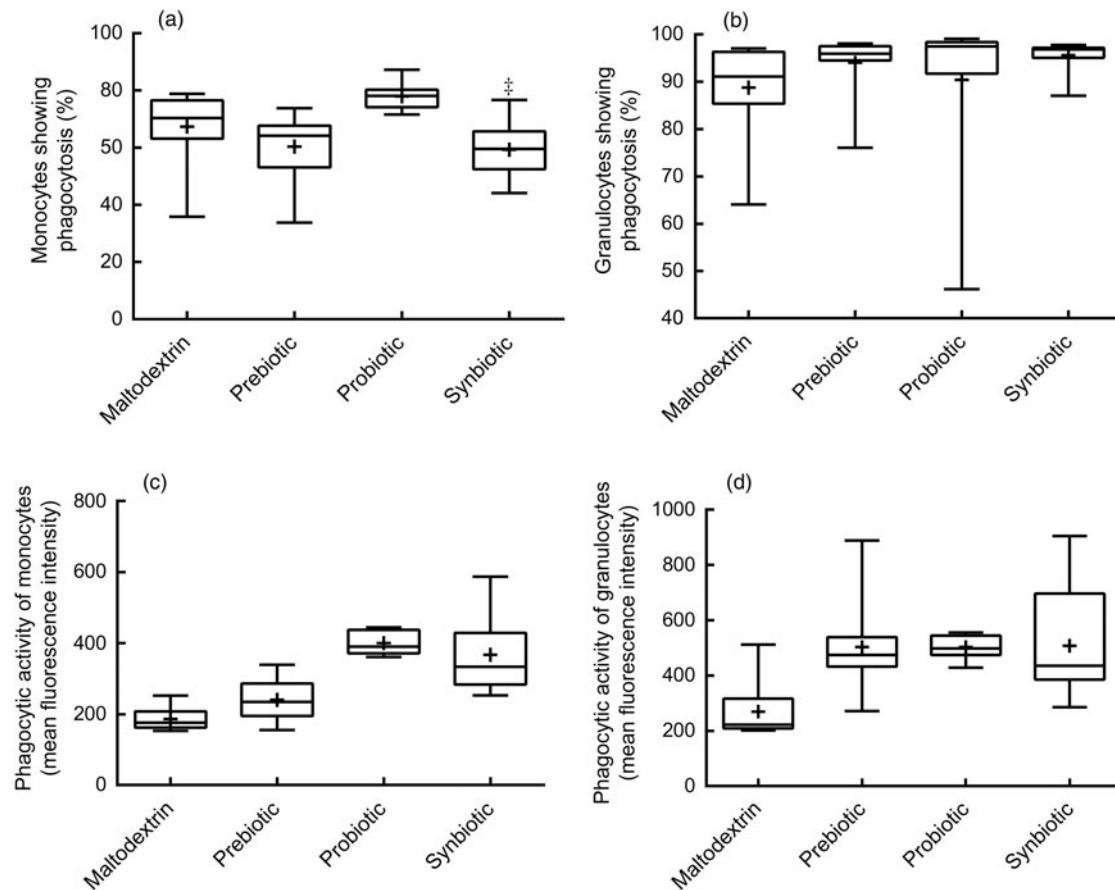 (a)
Monocytes showing
phagocytosis (%)
100
80
50
40
20
0
‡
Maltodextrin
Prebiotic
Probiotic
Synbiotic
(b)
Granulocytes showing
phagocytosis (%)
100
90
80
70
60
50
40
Maltodextrin
Prebiotic
Probiotic
Synbiotic
(c)
Phagocytic activity of monocytes
(mean fluorescence intensity)
800
600
400
200
0
Maltodextrin
Prebiotic
Probiotic
Synbiotic
(d)
Phagocytic activity of granulocytes
(mean fluorescence intensity)
1000
800
600
400
200
0
Maltodextrin
Prebiotic
Probiotic
Synbiotic